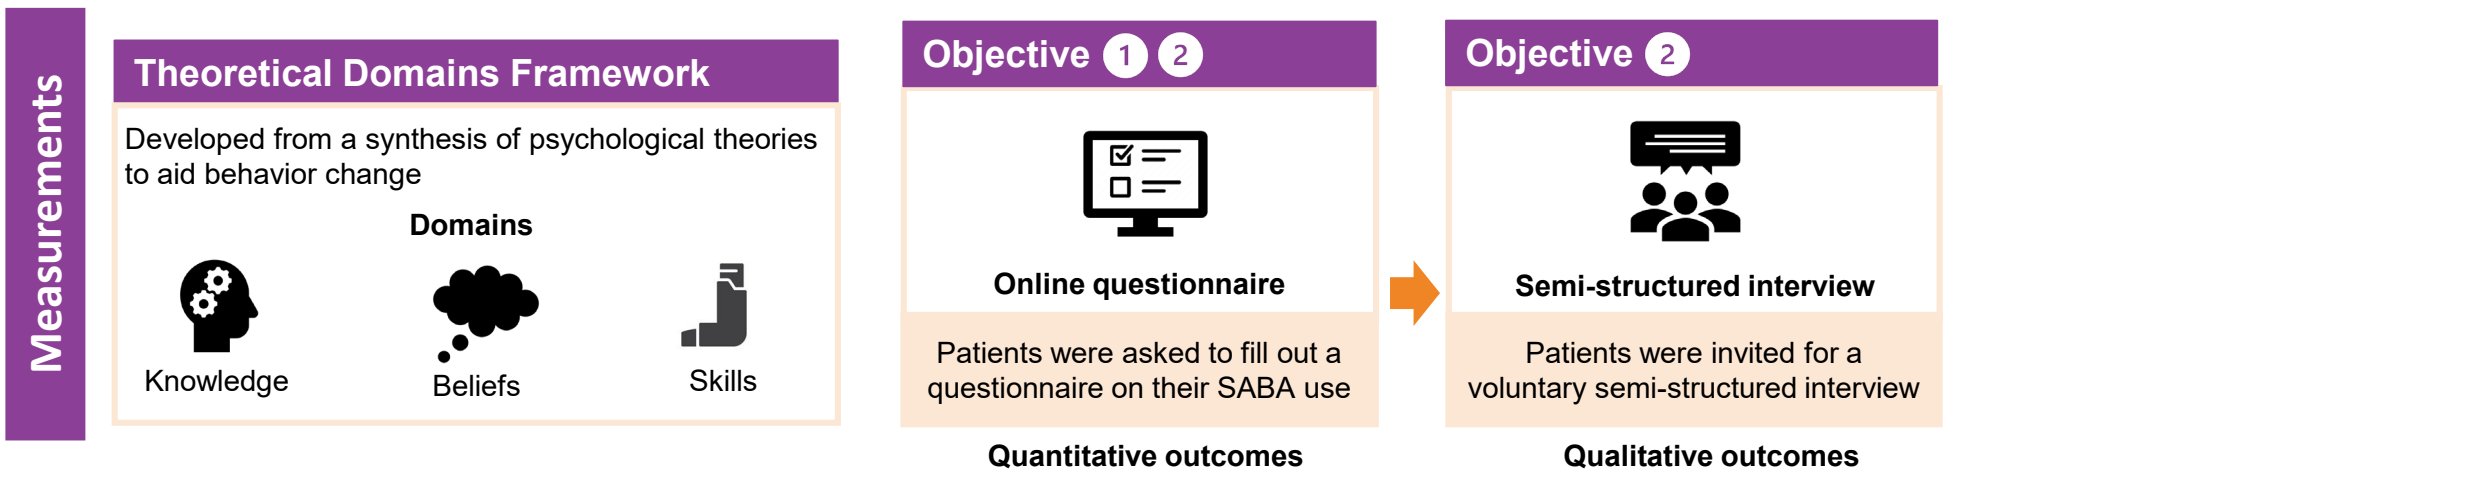 Measurements
Theoretical Domains Framework
Developed from a synthesis of psychological theories
to aid behavior change
Domains
Knowledge
Beliefs
Skills
Objective 1 2
Online questionnaire
Patients were asked to fill out a
questionnaire on their SABA use
Quantitative outcomes
Objective 2
Semi-structured interview
Patients were invited for a
voluntary semi-structured interview
Qualitative outcomes